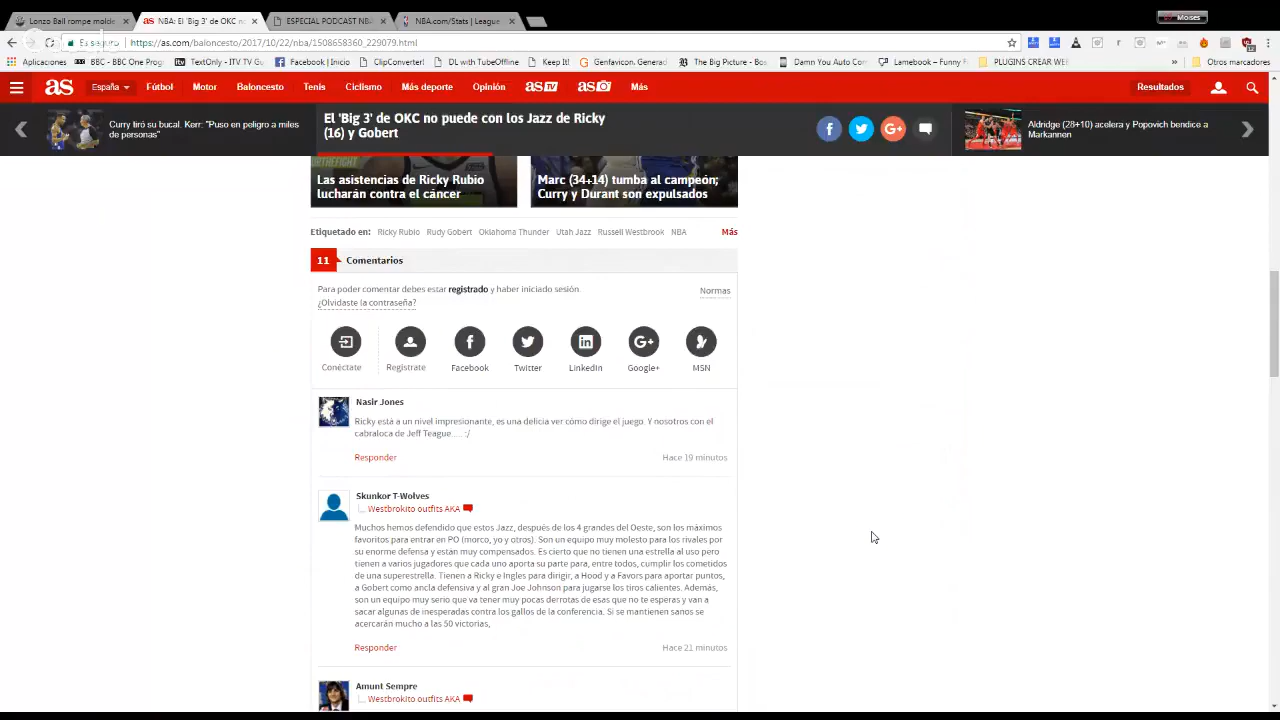 Lonzo Ball rompe molde
NBA: El 'Big 3' de OKC no
ESPECIAL PODCAST NBA
NBA.com/Stats | League
Moises
Es seguro
https://as.com/baloncesto/2017/10/22/nba/1508658360_229079.html
Aplicaciones
BBC - BBC One Prog
TextOnly - ITV TV Gu
Facebook | Inicio
ClipConverter!
DL with TubeOffline
Keep It!
Genfavicon. Generad
The Big Picture - Bos
Damn You Auto Corr
Lamebook – Funny F
PLUGINS CREAR WE
»
Otros marcadores
as
España
Fútbol
Motor
Baloncesto
Tenis
Ciclismo
Más deporte
Opinión
as TV
as
Más
Resultados
Curry tiró su bucal. Kerr: "Puso en peligro a miles
de personas"
El 'Big 3' de OKC no puede con los Jazz de Ricky
(16) y Gobert
Aldridge (28+10) acelera y Popovich bendice a
Markannen
Las asistencias de Ricky Rubio
lucharán contra el cáncer
Marc (34+14) tumba al campeón;
Curry y Durant son expulsados
Etiquetado en: Ricky Rubio Rudy Gobert Oklahoma Thunder Utah Jazz Russell Westbrook NBA Más
11 Comentarios
Para poder comentar debes estar registrado y haber iniciado sesión.
Normas
¿Olvidaste la contraseña?
Conéctate
Regístrate
Facebook
Twitter
LinkedIn
Google+
MSN
Nasir Jones
Ricky está a un nivel impresionante, es una delicia ver cómo dirige el juego. Y nosotros con el
cabraloca de Jeff Teague..... :/
Responder
Hace 19 minutos
Skunkor T-Wolves
Westbrokito outfits AKA
Muchos hemos defendido que estos Jazz, después de los 4 grandes del Oeste, son los máximos
favoritos para entrar en PO (morco, yo y otros). Son un equipo muy molesto para los rivales por
su enorme defensa y están muy compensados. Es cierto que no tienen una estrella al uso pero
tienen a varios jugadores que cada uno aporta su parte para, entre todos, cumplir los cometidos
de una superestrella. Tienen a Ricky e Ingles para dirigir, a Hood y a Favors para aportar puntos,
a Gobert como ancla defensiva y al gran Joe Johnson para jugarse los tiros calientes. Además,
son un equipo muy serio que va tener muy pocas derrotas de esas que no te esperas y van a
sacar algunas de inesperadas contra los gallos de la conferencia. Si se mantienen sanos se
acercarán mucho a las 50 victorias,
Responder
Hace 21 minutos
Amunt Sempre
Westbrokito outfits AKA